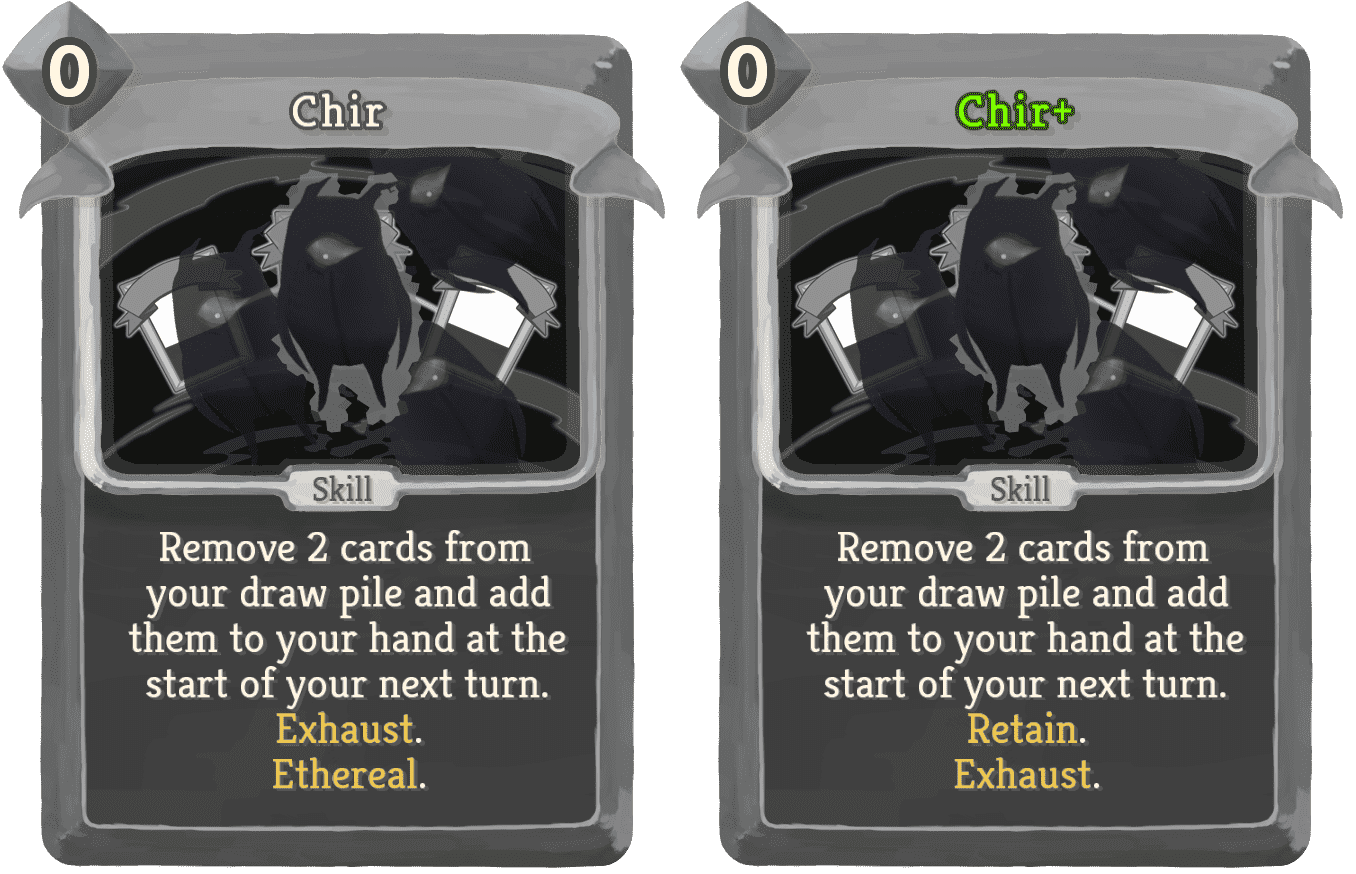 0
Chir
Skill
Remove 2 cards from
your draw pile and add
them to your hand at the
start of your next turn.
Exhaust.
Ethereal.
0
Chir+
Skill
Remove 2 cards from
your draw pile and add
them to your hand at the
start of your next turn.
Retain.
Exhaust.